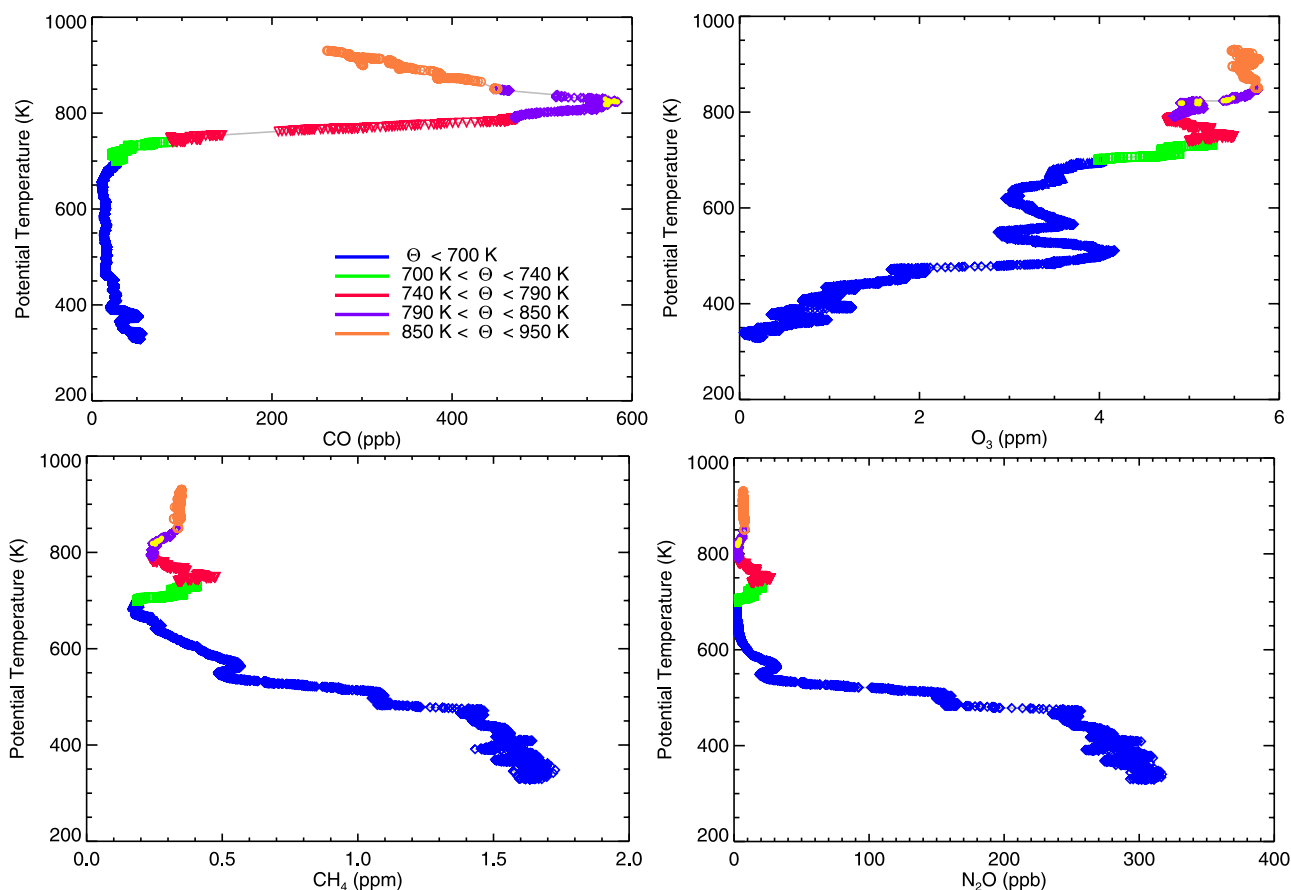 1000
800
600
400
200
Potential Temperature (K)
0
200
400
600
CO (ppb)
Θ < 700 K
700 K < Θ < 740 K
740 K < Θ < 790 K
790 K < Θ < 850 K
850 K < Θ < 950 K
1000
800
600
400
200
Potential Temperature (K)
0
2
4
6
O₃ (ppm)
1000
800
600
400
200
Potential Temperature (K)
0.0
0.5
1.0
1.5
2.0
CH₄ (ppm)
1000
800
600
400
200
Potential Temperature (K)
0
100
200
300
400
N₂O (ppb)